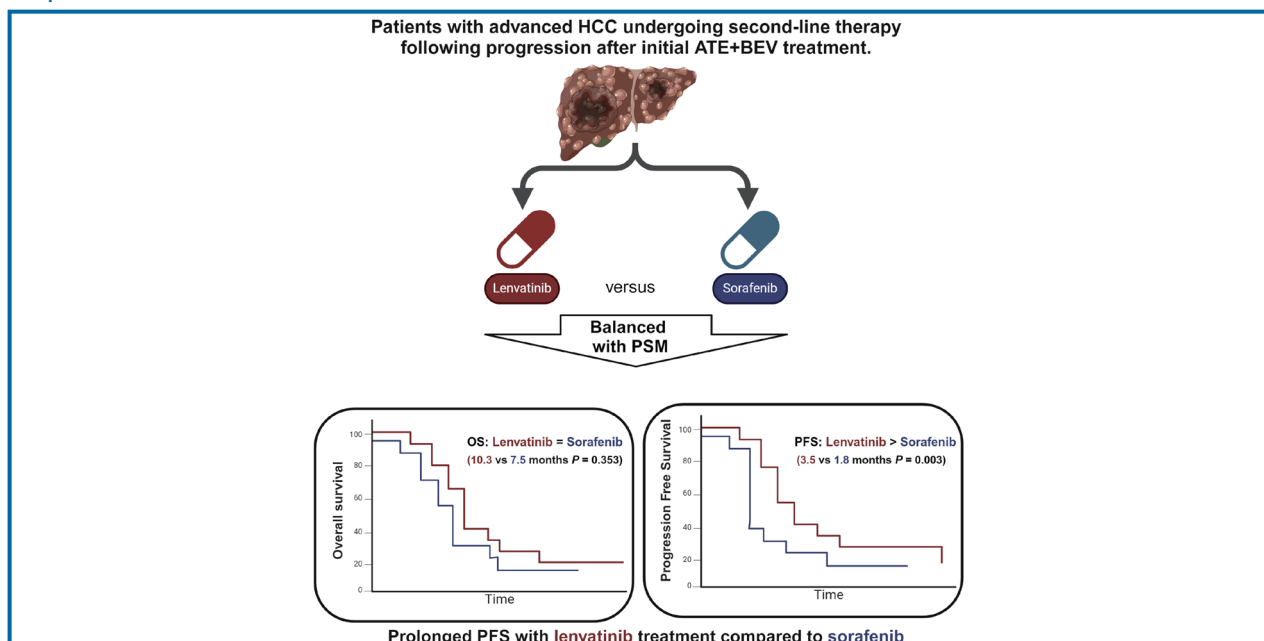 Patients with advanced HCC undergoing second-line therapy
following progression after initial ATE+BEV treatment.
Lenvatinib
versus
Sorafenib
Balanced
with PSM
Overall survival
100
80
60
40
20
0
OS: Lenvatinib = Sorafenib
(10.3 vs 7.5 months P = 0.353)
Time
Progression Free Survival
100
80
60
40
20
0
PFS: Lenvatinib > Sorafenib
(3.5 vs 1.8 months P = 0.003)
Time
Prolonged PFS with lenvatinib treatment compared to sorafenib